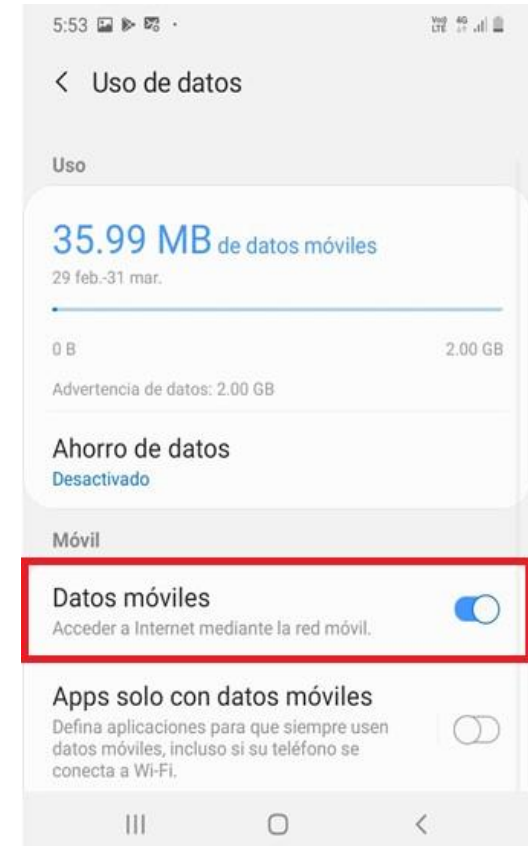 5:53
Vo) 4G
LTE
Uso de datos
Uso
35.99 MB de datos móviles
29 feb.-31 mar.
0 B 2.00 GB
Advertencia de datos: 2.00 GB
Ahorro de datos
Desactivado
Móvil
Datos móviles
Acceder a Internet mediante la red móvil.
Apps solo con datos móviles
Defina aplicaciones para que siempre usen
datos móviles, incluso si su teléfono se
conecta a Wi-Fi.